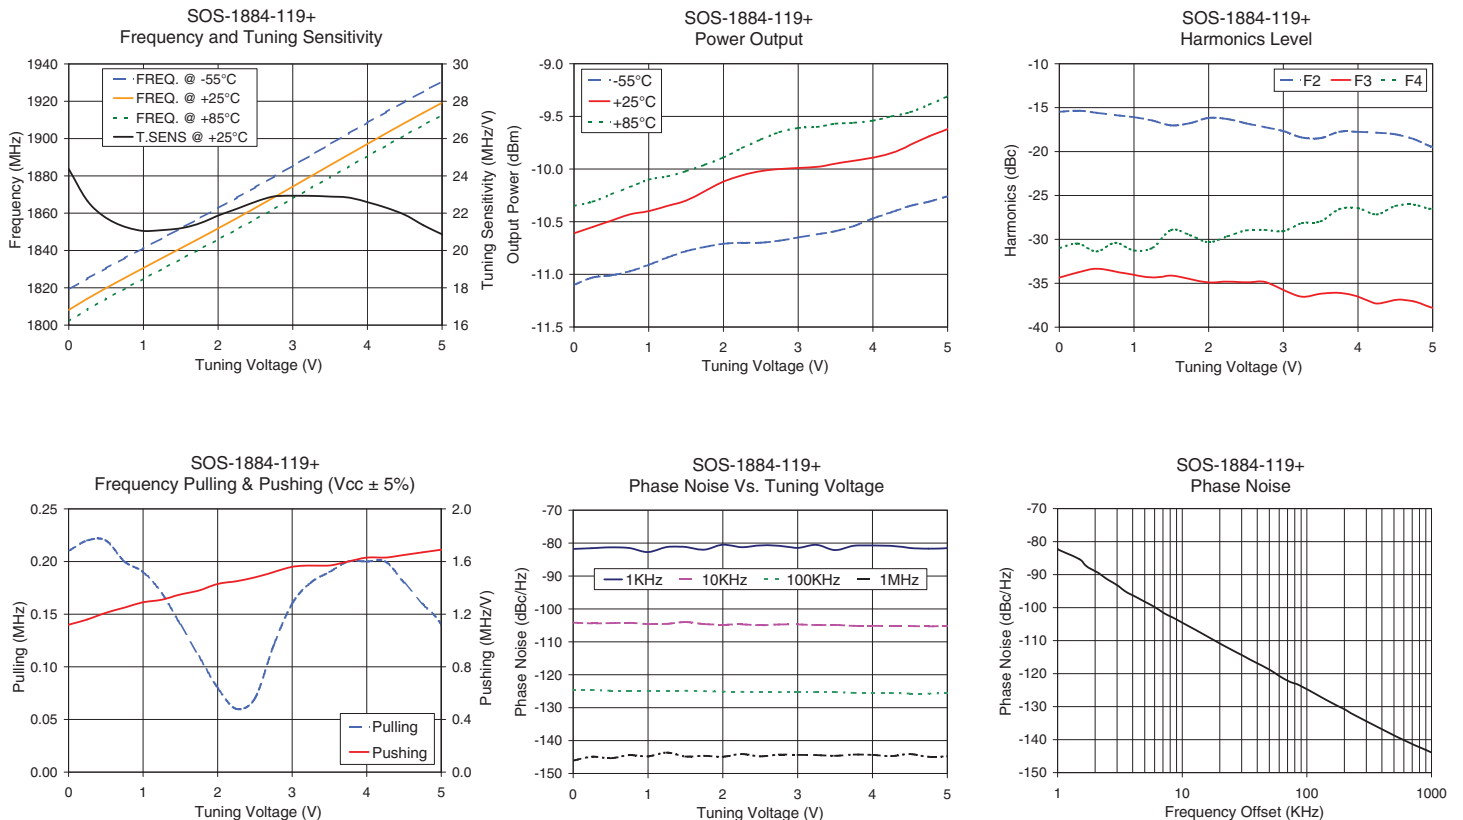 SOS-1884-119+
Frequency and Tuning Sensitivity
1940
1920
1900
1880
1860
1840
1820
1800
Frequency (MHz)
FREQ. @ -55°C
FREQ. @ +25°C
FREQ. @ +85°C
T.SENS @ +25°C
30
28
26
24
22
20
18
16
Tuning Sensitivity (MHz/V)
0 1 2 3 4 5
Tuning Voltage (V)
SOS-1884-119+
Power Output
-9.0
-9.5
-10.0
-10.5
-11.0
-11.5
Output Power (dBm)
-55°C
+25°C
+85°C
0 1 2 3 4 5
Tuning Voltage (V)
SOS-1884-119+
Harmonics Level
-10
-15
-20
-25
-30
-35
-40
Harmonics (dBc)
F2 F3 F4
0 1 2 3 4 5
Tuning Voltage (V)
SOS-1884-119+
Frequency Pulling & Pushing (Vcc ± 5%)
0.25
0.20
0.15
0.10
0.05
0.00
Pulling (MHz)
Pulling
Pushing
2.0
1.6
1.2
0.8
0.4
0.0
Pushing (MHz/V)
0 1 2 3 4 5
Tuning Voltage (V)
SOS-1884-119+
Phase Noise Vs. Tuning Voltage
-70
-80
-90
-100
-110
-120
-130
-140
-150
Phase Noise (dBc/Hz)
1KHz 10KHz 100KHz 1MHz
0 1 2 3 4 5
Tuning Voltage (V)
SOS-1884-119+
Phase Noise
-70
-80
-90
-100
-110
-120
-130
-140
-150
Phase Noise (dBc/Hz)
1 10 100 1000
Frequency Offset (KHz)